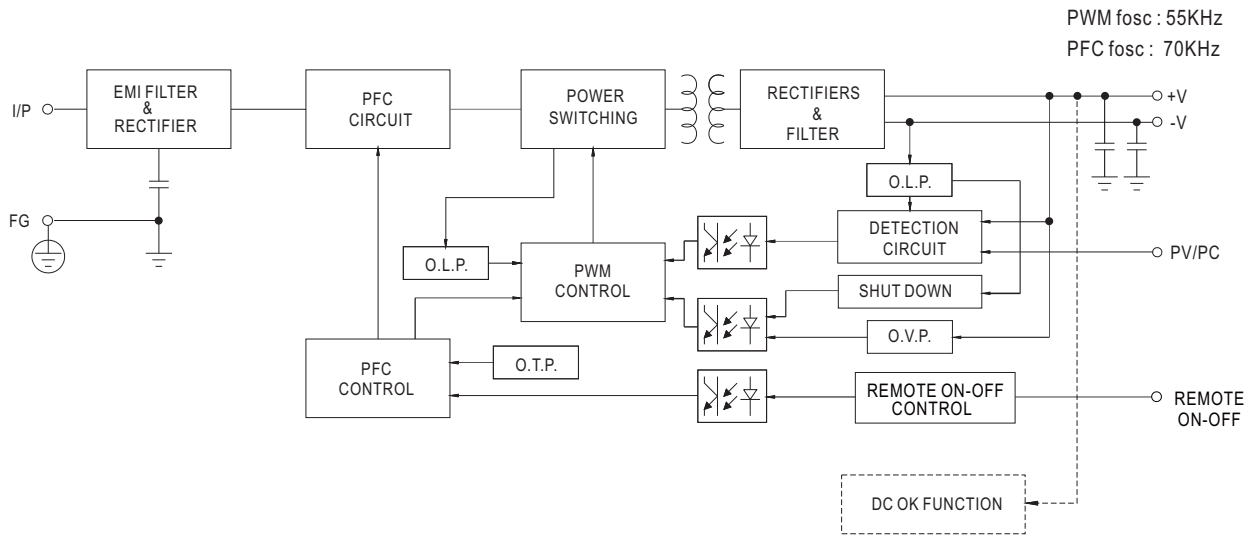 PWM fosc : 55KHz
PFC fosc : 70KHz
I/P
EMI FILTER
&
RECTIFIER
PFC
CIRCUIT
POWER
SWITCHING
RECTIFIERS
&
FILTER
+V
-V
O.L.P.
FG
DETECTION
CIRCUIT
PV/PC
O.L.P.
PWM
CONTROL
SHUT DOWN
O.V.P.
O.T.P.
PFC
CONTROL
REMOTE ON-OFF
CONTROL
REMOTE
ON-OFF
DC OK FUNCTION